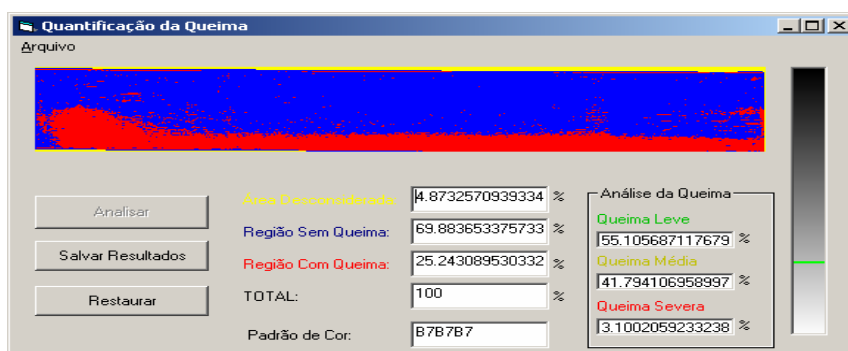 Quantificação da Queima
Arquivo
Analisar
Salvar Resultados
Restaurar
Área Desconsiderada: 4.8732570939334 %
Região Sem Queima: 69.883653375733 %
Região Com Queima: 25.243089530332 %
TOTAL: 100 %
Padrão de Cor: B7B7B7
Análise da Queima
Queima Leve
55.105687117679 %
Queima Média
41.794106958997 %
Queima Severa
3.1002059233238 %